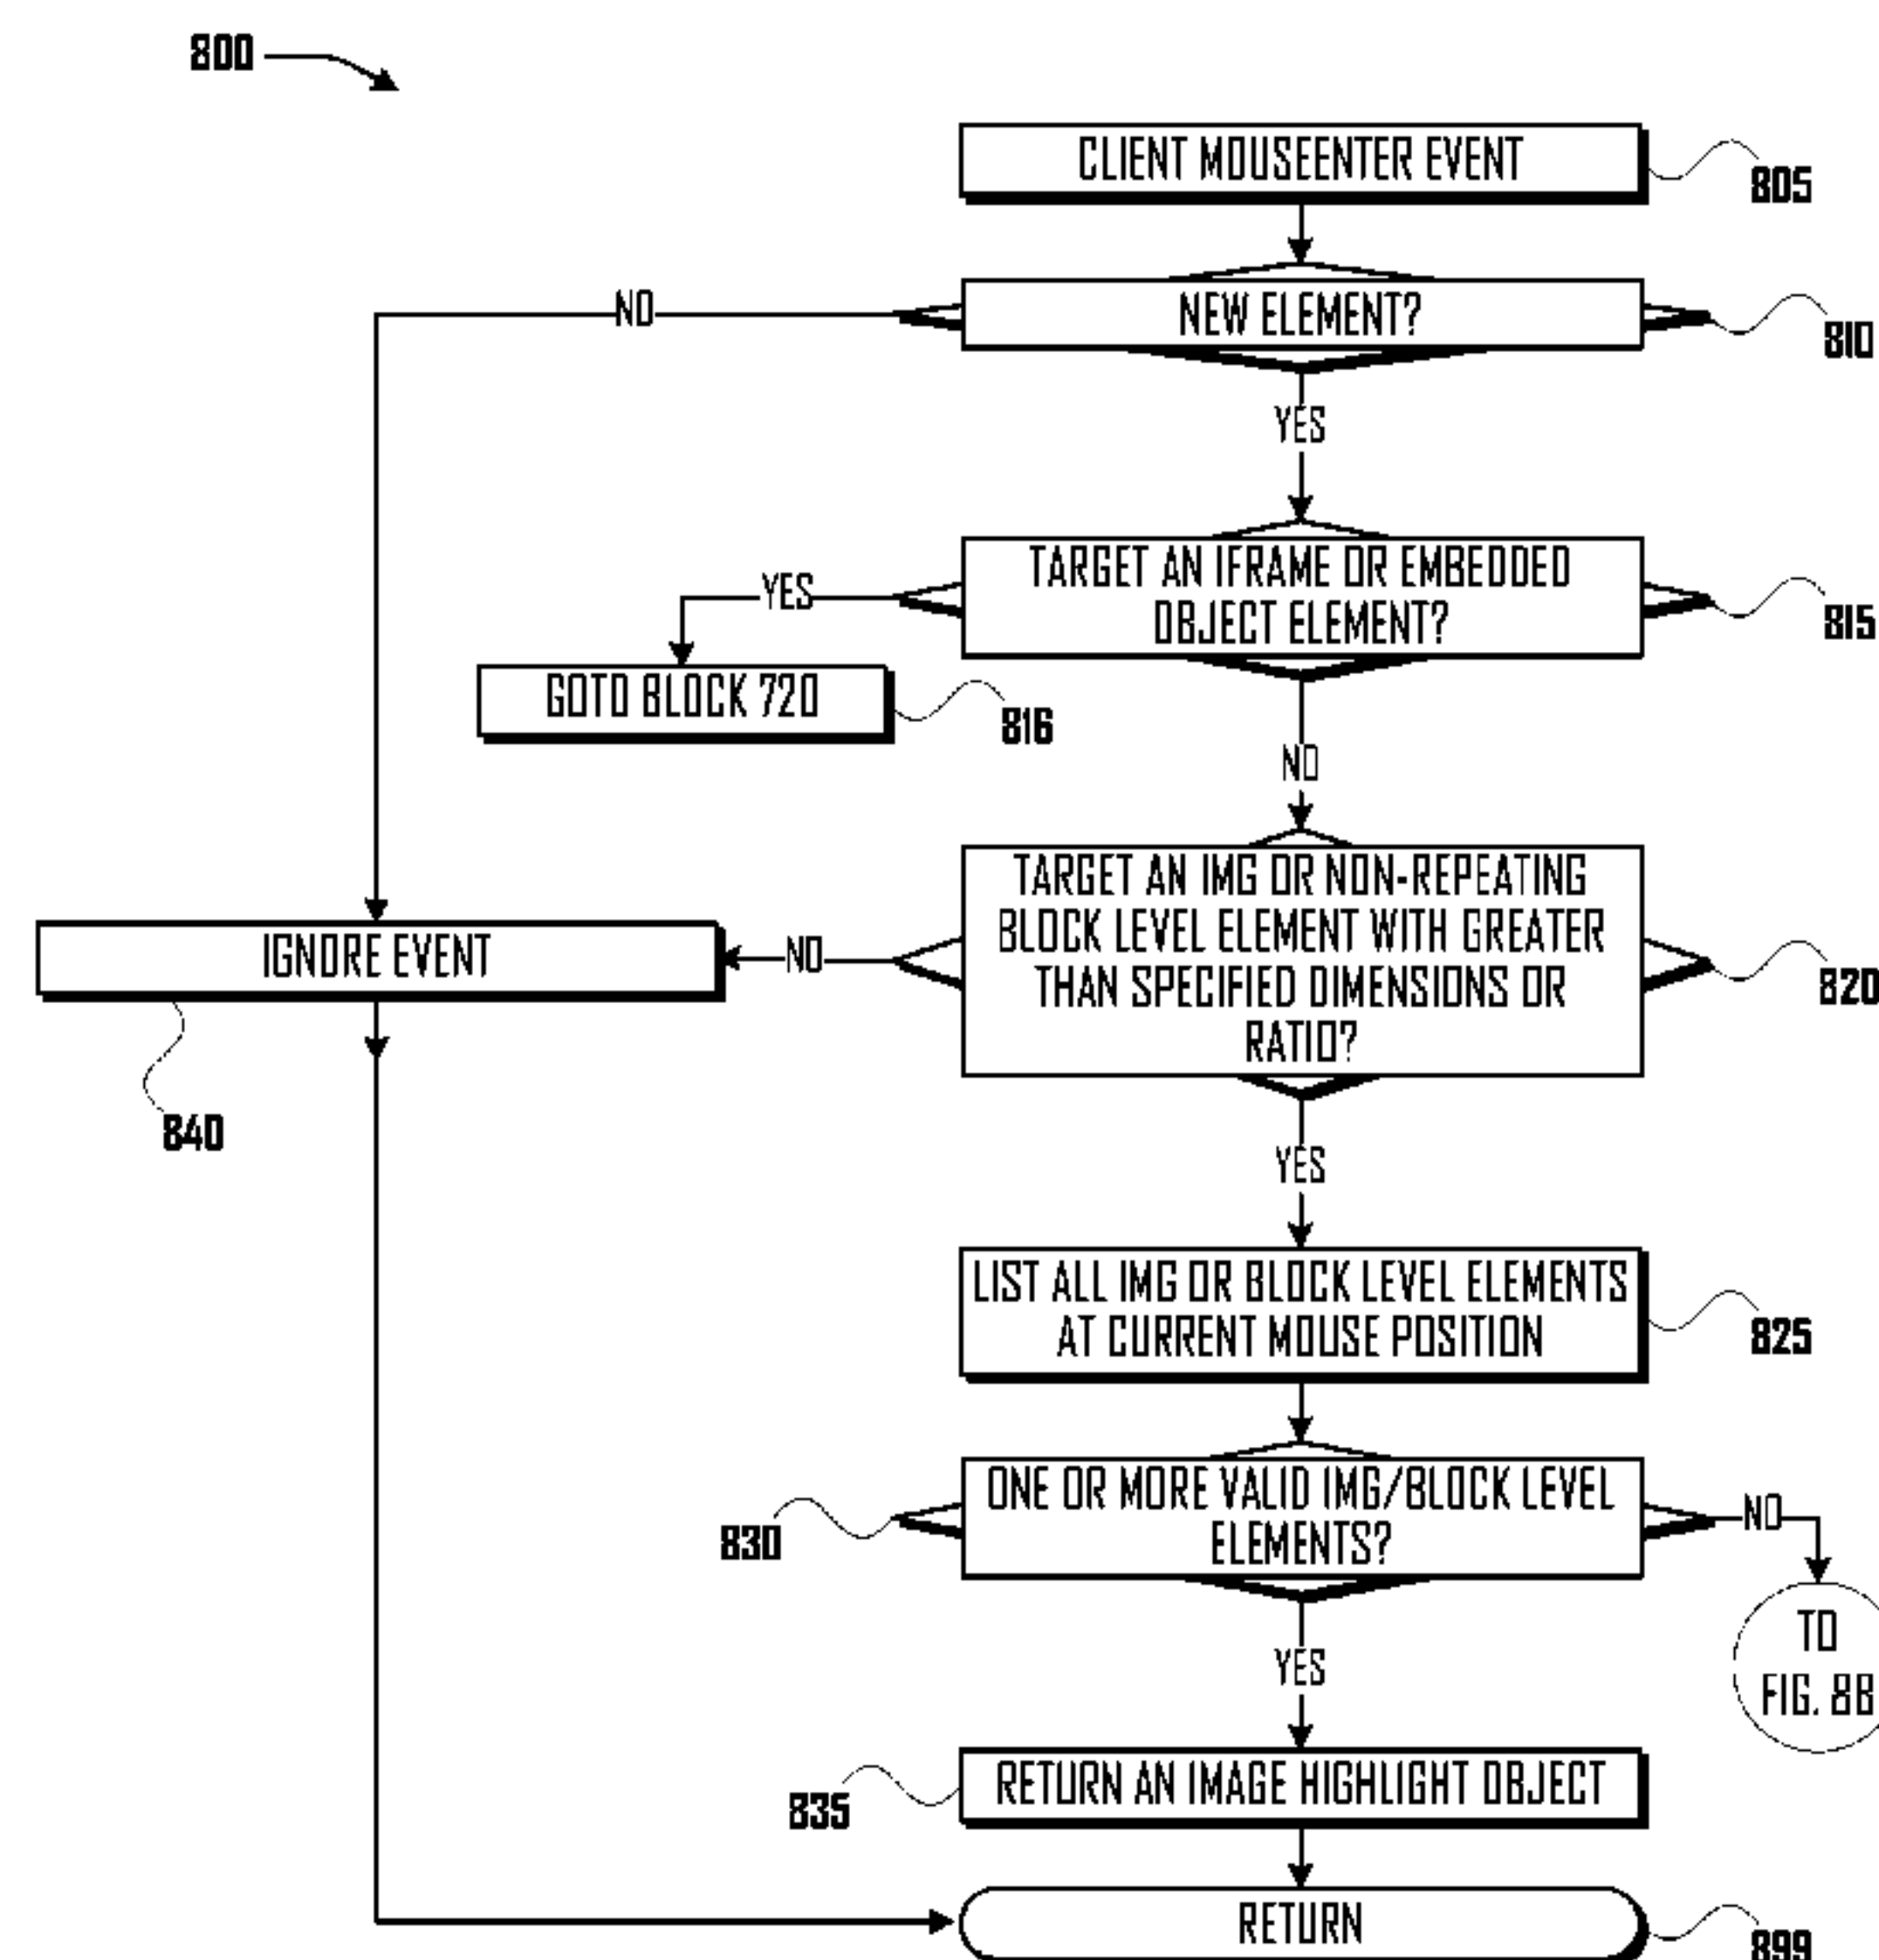 800
CLIENT MOUSEENTER EVENT
805
NEW ELEMENT?
810
NO
YES
TARGET AN IFRAME OR EMBEDDED
OBJECT ELEMENT?
815
YES
GOTO BLOCK 720
816
NO
TARGET AN IMG OR NON-REPEATING
BLOCK LEVEL ELEMENT WITH GREATER
THAN SPECIFIED DIMENSIONS OR
RATIO?
820
NO
IGNORE EVENT
840
YES
LIST ALL IMG OR BLOCK LEVEL ELEMENTS
AT CURRENT MOUSE POSITION
825
ONE OR MORE VALID IMG/BLOCK LEVEL
ELEMENTS?
830
NO
TO
FIG. 8B
YES
RETURN AN IMAGE HIGHLIGHT OBJECT
835
RETURN
899